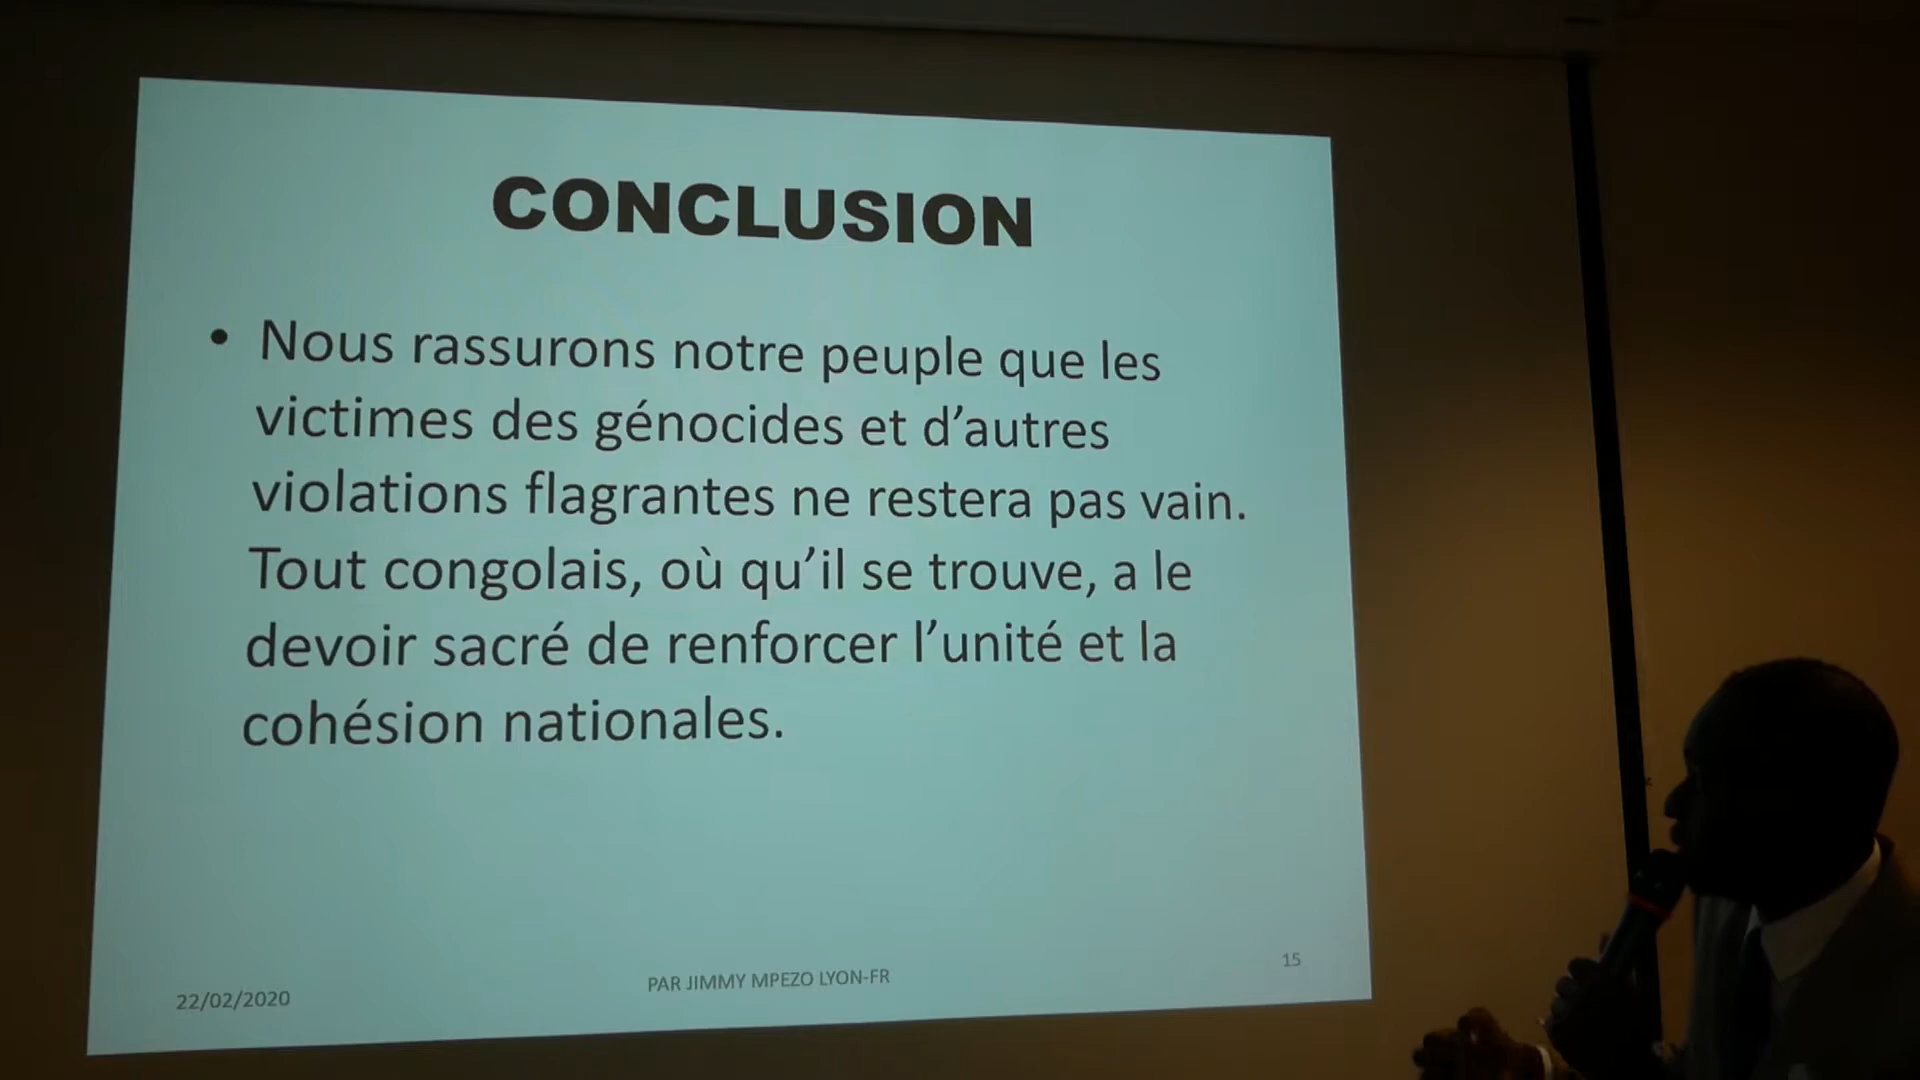 CONCLUSION
• Nous rassurons notre peuple que les
victimes des génocides et d’autres
violations flagrantes ne restera pas vain.
Tout congolais, où qu’il se trouve, a le
devoir sacré de renforcer l’unité et la
cohésion nationales.
22/02/2020
PAR JIMMY MPEZO LYON-FR
15